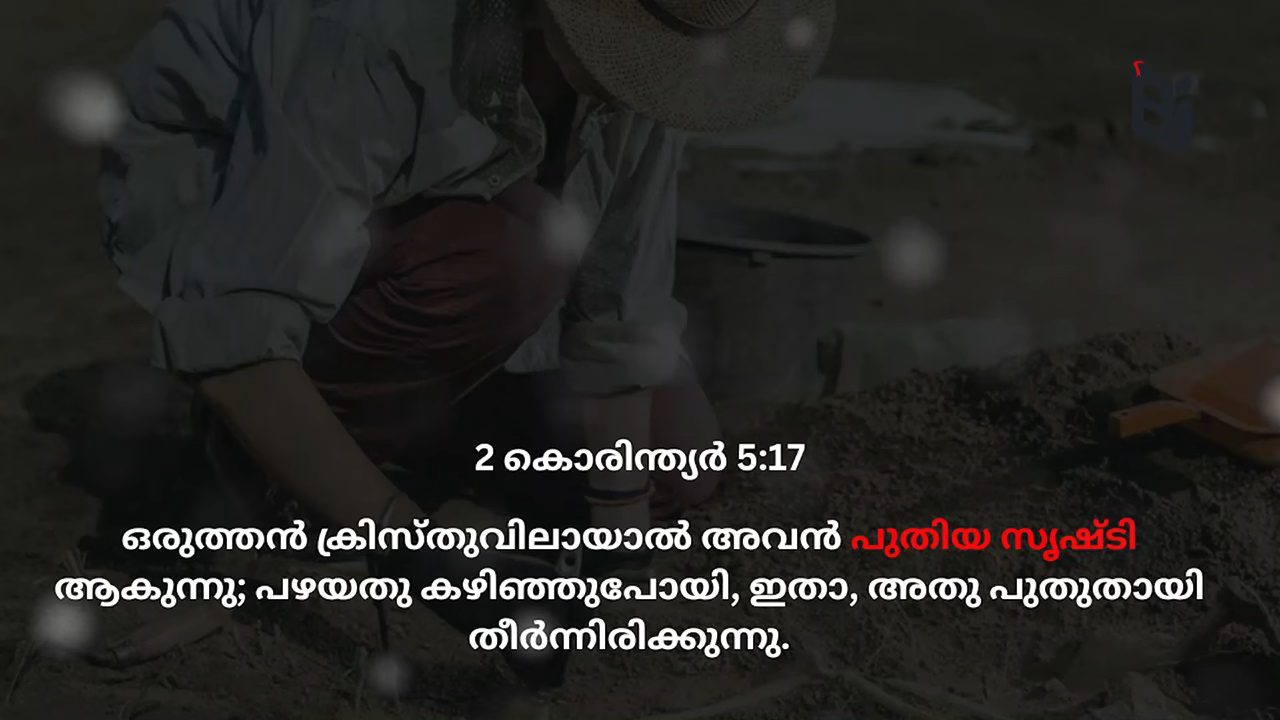 2 കൊരിന്ത്യർ 5:17
ഒരുത്തൻ ക്രിസ്തുവിലായാൽ അവൻ പുതിയ സൃഷ്ടി
ആകുന്നു; പഴയതു കഴിഞ്ഞുപോയി, ഇതാ, അതു പുതുതായി
തീർന്നിരിക്കുന്നു.